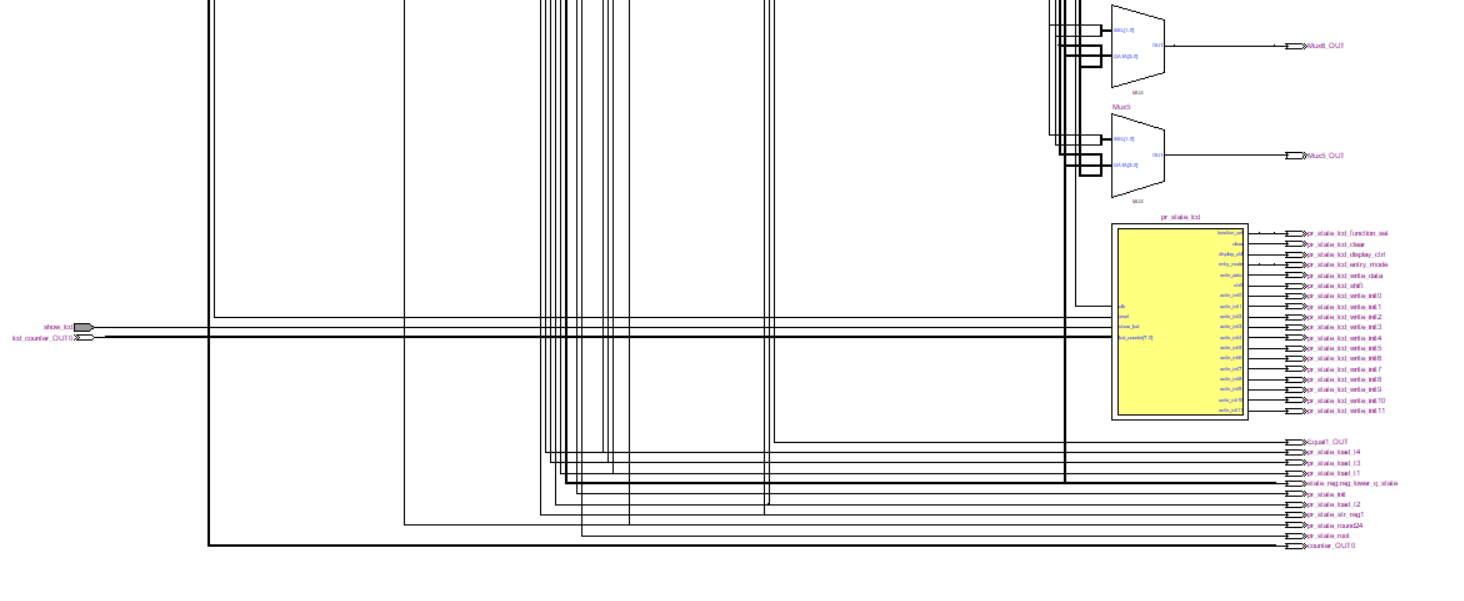 SEL[1..0]
OUT
Mux6_OUT
DATA[3..0]
MUX
Mux5
SEL[1..0]
OUT
Mux5_OUT
DATA[3..0]
MUX
pr_state_lcd
function_set
pr_state_lcd_function_set
clear
pr_state_lcd_clear
display_ctrl
pr_state_lcd_display_ctrl
entry_mode
pr_state_lcd_entry_mode
write_data
pr_state_lcd_write_data
shift
pr_state_lcd_shift
write_init0
pr_state_lcd_write_init0
clk
write_init1
pr_state_lcd_write_init1
reset
write_init2
pr_state_lcd_write_init2
show_lcd
show_lcd
write_init3
pr_state_lcd_write_init3
lcd_counter_OUT0
lcd_counter[7..0]
write_init4
pr_state_lcd_write_init4
write_init5
pr_state_lcd_write_init5
write_init6
pr_state_lcd_write_init6
write_init7
pr_state_lcd_write_init7
write_init8
pr_state_lcd_write_init8
write_init9
pr_state_lcd_write_init9
write_init10
pr_state_lcd_write_init10
write_init11
pr_state_lcd_write_init11
Equal1_OUT
pr_state_load_l4
pr_state_load_l3
pr_state_load_l1
state_reg:reg_lower_q_state
pr_state_init
pr_state_load_l2
pr_state_str_reg1
pr_state_round24
pr_state_root
counter_OUT0